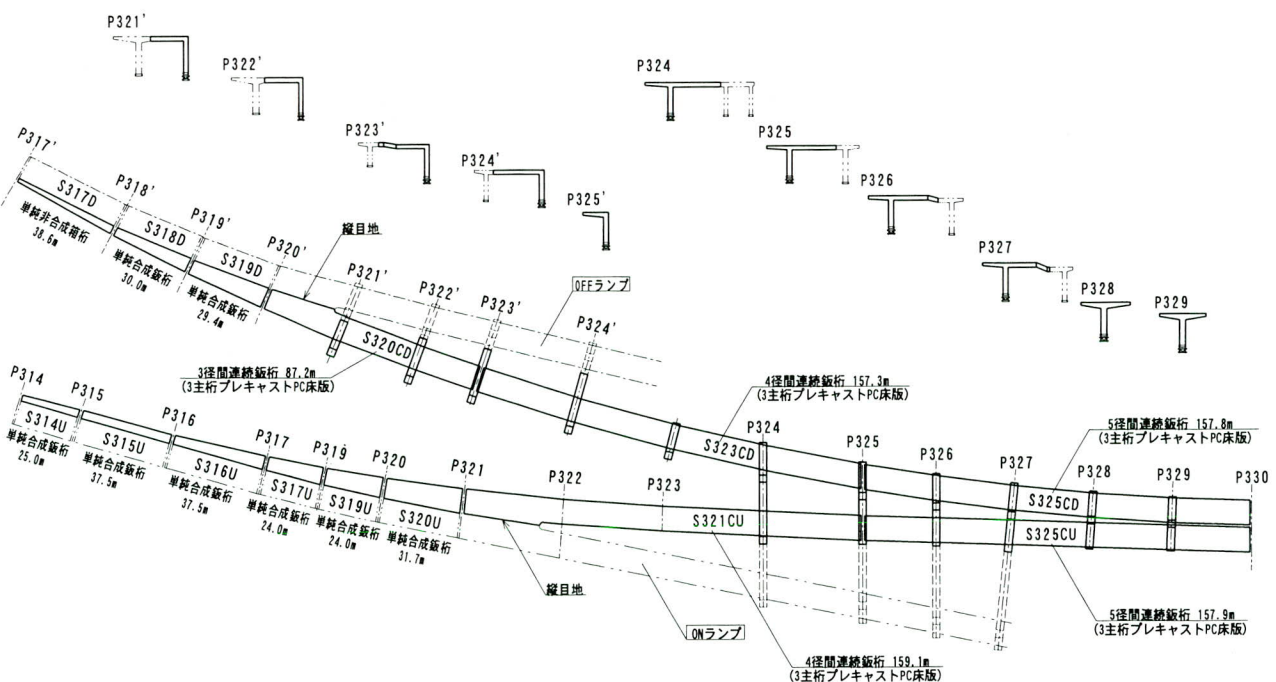 P321'
P322'
P323'
P324'
P325'
P324
P325
P326
P327
P328
P329
P317'
S317D
単純非合成箱桁
38.6m
P318'
S318D
単純合成鈑桁
30.0m
P319'
S319D
単純合成鈑桁
29.4m
P320'
縦目地
P321'
P322'
P323'
OFFランプ
P324'
S320CD
3径間連続鈑桁 87.2m
(3主桁プレキャストPC床版)
4径間連続鈑桁 157.3m
(3主桁プレキャストPC床版)
S323CD
5径間連続鈑桁 157.8m
(3主桁プレキャストPC床版)
P314
S314U
単純合成鈑桁
25.0m
P315
S315U
単純合成鈑桁
37.5m
P316
S316U
単純合成鈑桁
37.5m
P317
S317U
単純合成鈑桁
24.0m
P319
S319U
単純合成鈑桁
24.0m
P320
S320U
単純合成鈑桁
31.7m
P321
P322
P323
P324
P325
P326
P327
P328
P329
P330
S325CD
S321CU
S325CU
縦目地
ONランプ
4径間連続鈑桁 159.1m
(3主桁プレキャストPC床版)
5径間連続鈑桁 157.9m
(3主桁プレキャストPC床版)